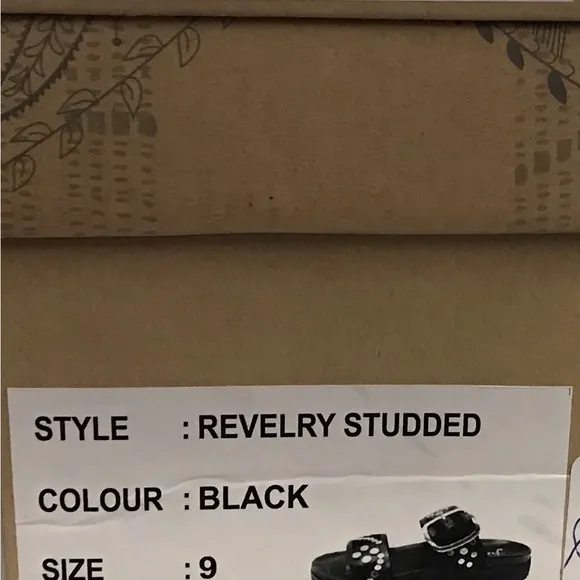 STYLE : REVELRY STUDDED
COLOUR : BLACK
SIZE : 9